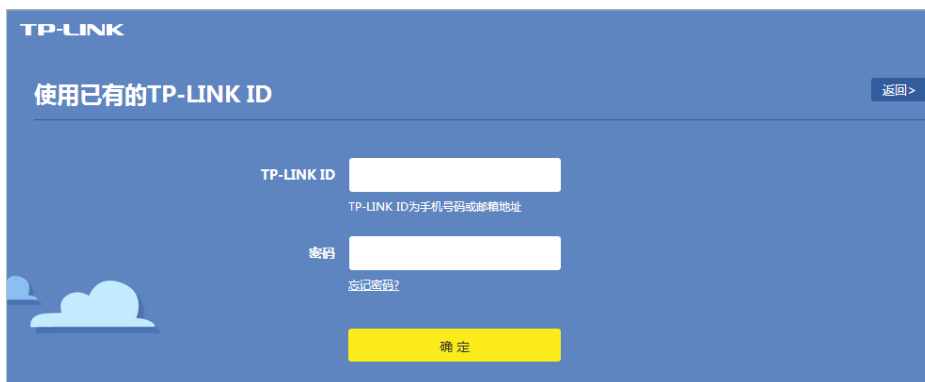 TP-LINK
使用已有的TP-LINK ID
返回>
TP-LINK ID
TP-LINK ID为手机号码或邮箱地址
密码
忘记密码?
确 定